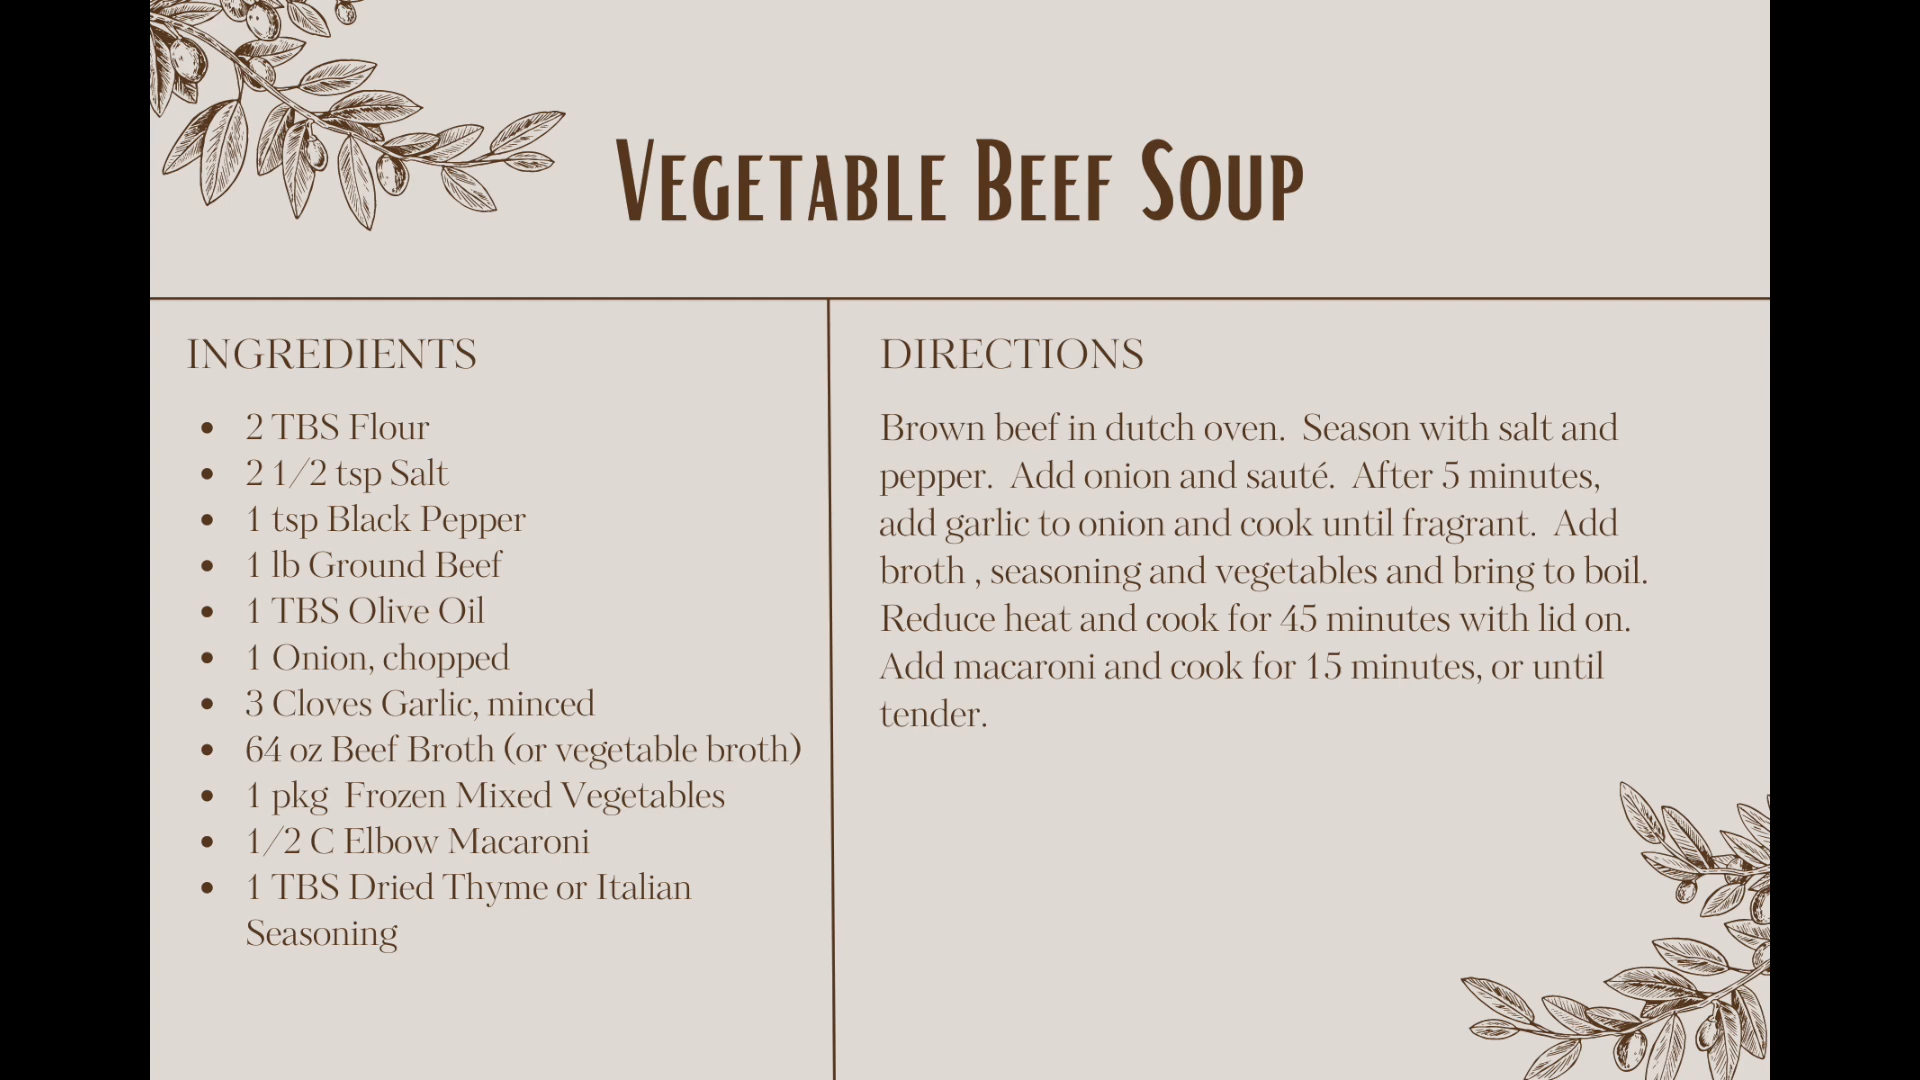 Vegetable Beef Soup
INGREDIENTS
• 2 TBS Flour
• 2 1/2 tsp Salt
• 1 tsp Black Pepper
• 1 lb Ground Beef
• 1 TBS Olive Oil
• 1 Onion, chopped
• 3 Cloves Garlic, minced
• 64 oz Beef Broth (or vegetable broth)
• 1 pkg  Frozen Mixed Vegetables
• 1/2 C Elbow Macaroni
• 1 TBS Dried Thyme or Italian
Seasoning
DIRECTIONS
Brown beef in dutch oven.  Season with salt and
pepper.  Add onion and sauté.  After 5 minutes,
add garlic to onion and cook until fragrant.  Add
broth , seasoning and vegetables and bring to boil.
Reduce heat and cook for 45 minutes with lid on.
Add macaroni and cook for 15 minutes, or until
tender.